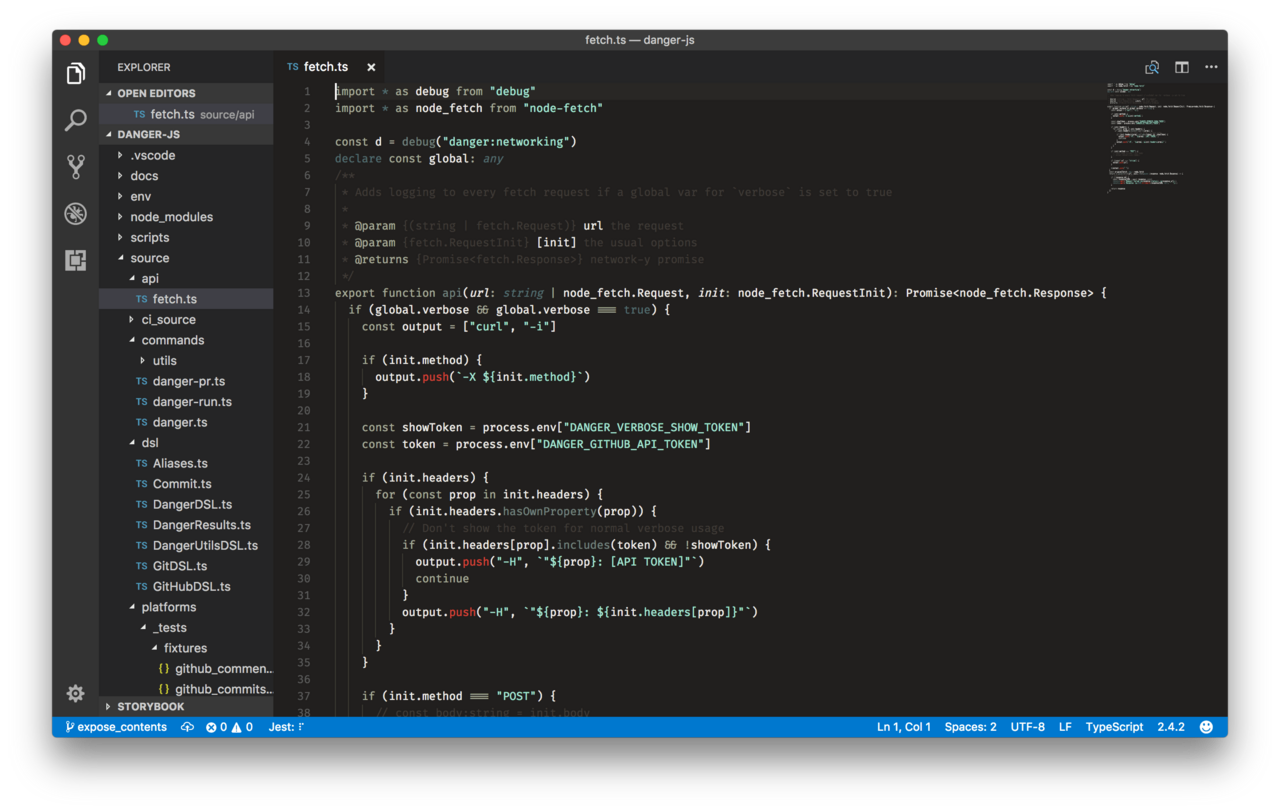 fetch.ts — danger-js
EXPLORER
OPEN EDITORS
TS fetch.ts source/api
DANGER-JS
.vscode
docs
env
node_modules
scripts
source
api
TS fetch.ts
ci_source
commands
utils
TS danger-pr.ts
TS danger-run.ts
TS danger.ts
dsl
TS Aliases.ts
TS Commit.ts
TS DangerDSL.ts
TS DangerResults.ts
TS DangerUtilsDSL.ts
TS GitDSL.ts
TS GitHubDSL.ts
platforms
_tests
fixtures
{} github_commen...
{} github_commits...
STORYBOOK
TS fetch.ts ×
1 import * as debug from "debug"
2 import * as node_fetch from "node-fetch"
3
4 const d = debug("danger:networking")
5 declare const global: any
6 /**
7 * Adds logging to every fetch request if a global var for `verbose` is set to true
8 *
9 * @param {(string | fetch.Request)} url the request
10 * @param {fetch.RequestInit} [init] the usual options
11 * @returns {Promise<fetch.Response>} network-y promise
12 */
13 export function api(url: string | node_fetch.Request, init: node_fetch.RequestInit): Promise<node_fetch.Response> {
14 if (global.verbose && global.verbose === true) {
15 const output = ["curl", "-i"]
16
17 if (init.method) {
18 output.push(`-X ${init.method}`)
19 }
20
21 const showToken = process.env["DANGER_VERBOSE_SHOW_TOKEN"]
22 const token = process.env["DANGER_GITHUB_API_TOKEN"]
23
24 if (init.headers) {
25 for (const prop in init.headers) {
26 if (init.headers.hasOwnProperty(prop)) {
27 // Don't show the token for normal verbose usage
28 if (init.headers[prop].includes(token) && !showToken) {
29 output.push("-H", `"${prop}: [API TOKEN]"`)
30 continue
31 }
32 output.push("-H", `"${prop}: ${init.headers[prop]}"`)
33 }
34 }
35 }
36
37 if (init.method === "POST") {
38 // const body:string = init.body
expose_contents 0 0 Jest:
Ln 1, Col 1 Spaces: 2 UTF-8 LF TypeScript 2.4.2